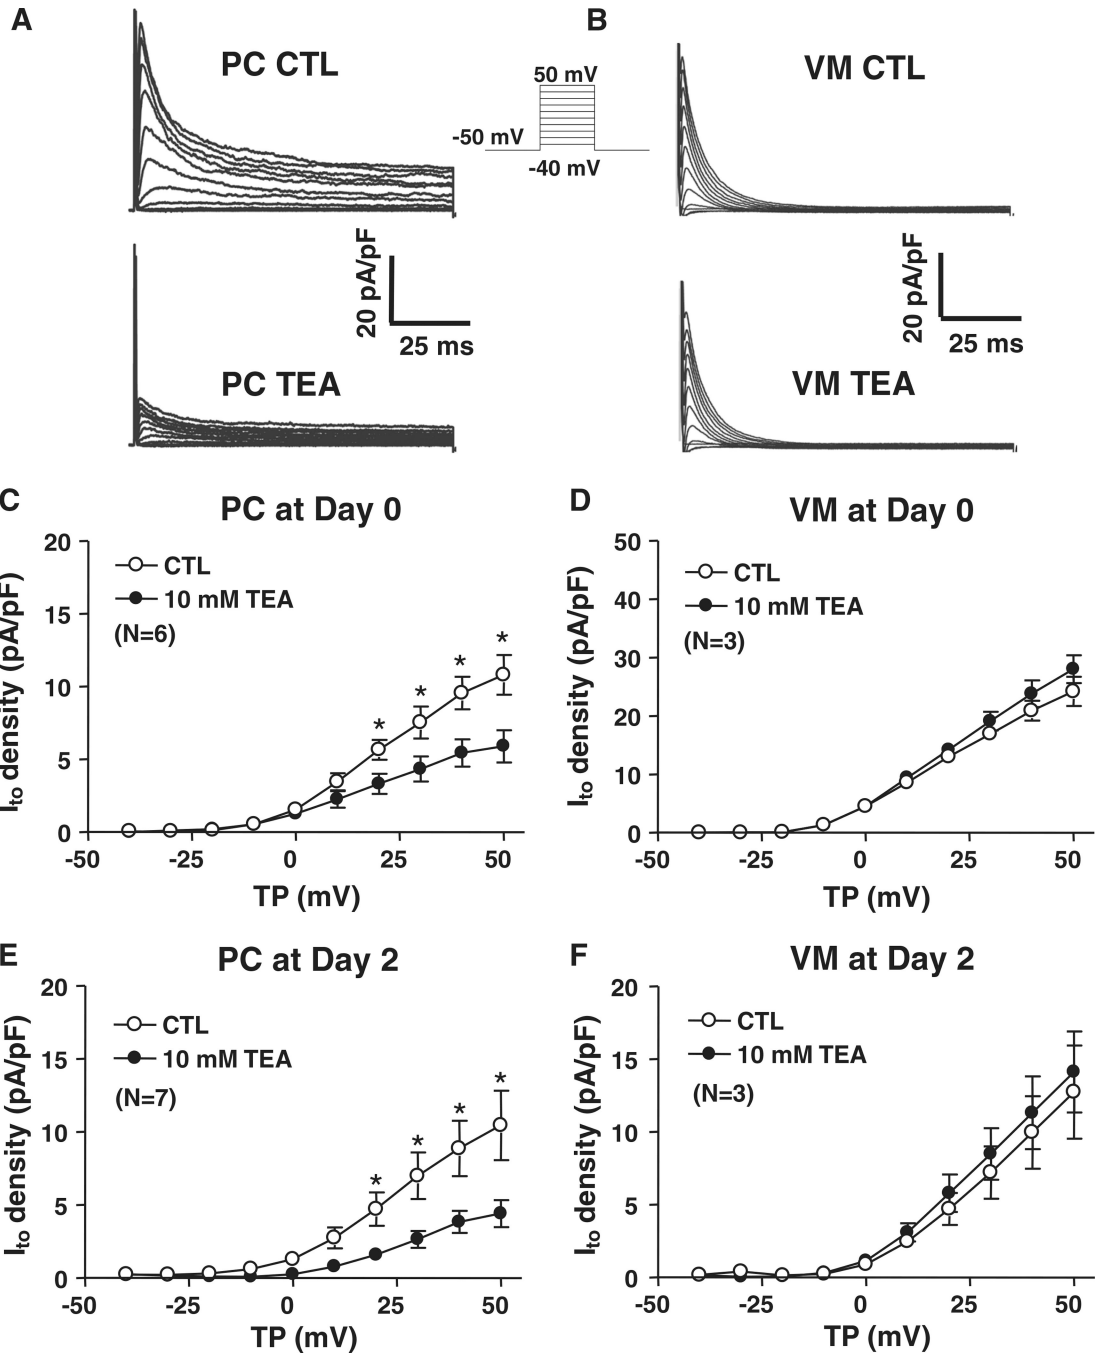 A
B
PC CTL
VM CTL
50 mV
-50 mV
-40 mV
20 pA/pF
25 ms
20 pA/pF
25 ms
PC TEA
VM TEA
C
PC at Day 0
D
VM at Day 0
Ito density (pA/pF)
20
15
10
5
0
CTL
10 mM TEA
(N=6)
*
*
*
*
-50
-25
0
25
50
TP (mV)
Ito density (pA/pF)
50
40
30
20
10
0
CTL
10 mM TEA
(N=3)
-50
-25
0
25
50
TP (mV)
E
PC at Day 2
F
VM at Day 2
Ito density (pA/pF)
20
15
10
5
0
CTL
10 mM TEA
(N=7)
*
*
*
*
-50
-25
0
25
50
TP (mV)
Ito density (pA/pF)
20
15
10
5
0
CTL
10 mM TEA
(N=3)
-50
-25
0
25
50
TP (mV)